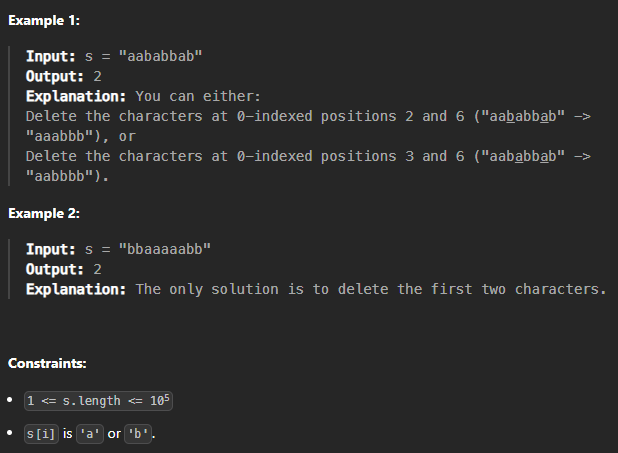 Example 1:
Input: s = "aababbab"
Output: 2
Explanation: You can either:
Delete the characters at 0-indexed positions 2 and 6 ("aababbab" ->
"aaabbb"), or
Delete the characters at 0-indexed positions 3 and 6 ("aababbab" ->
"aabbbb").
Example 2:
Input: s = "bbaaaaabb"
Output: 2
Explanation: The only solution is to delete the first two characters.
Constraints:
• 1 <= s.length <= 10⁵
• s[i] is 'a' or 'b'.